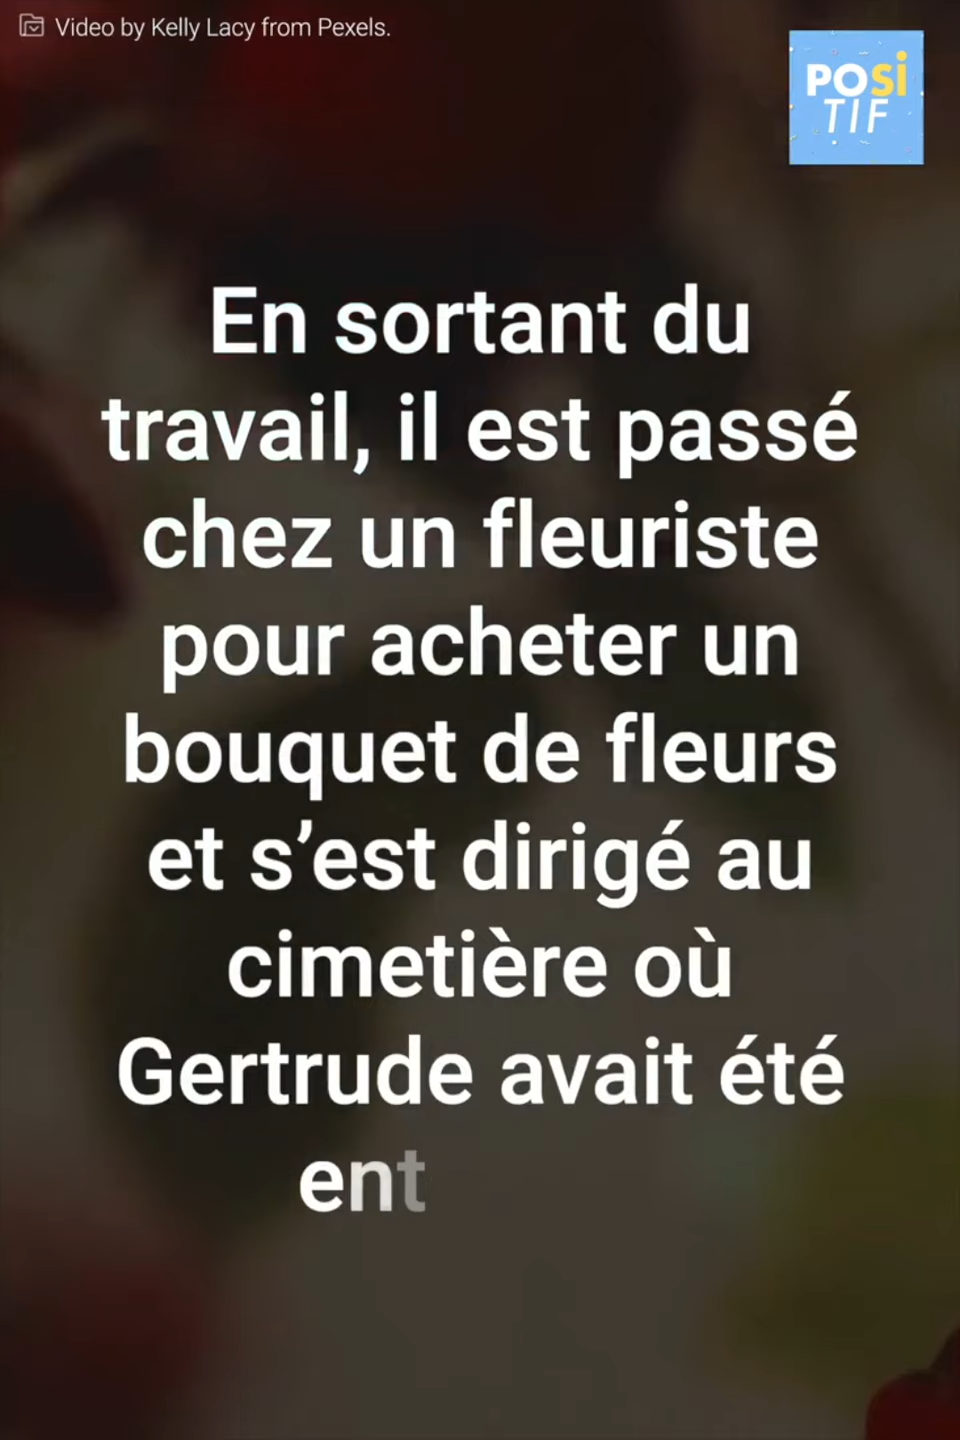 Video by Kelly Lacy from Pexels.
POSi
TIF
En sortant du
travail, il est passé
chez un fleuriste
pour acheter un
bouquet de fleurs
et s’est dirigé au
cimetière où
Gertrude avait été
ent